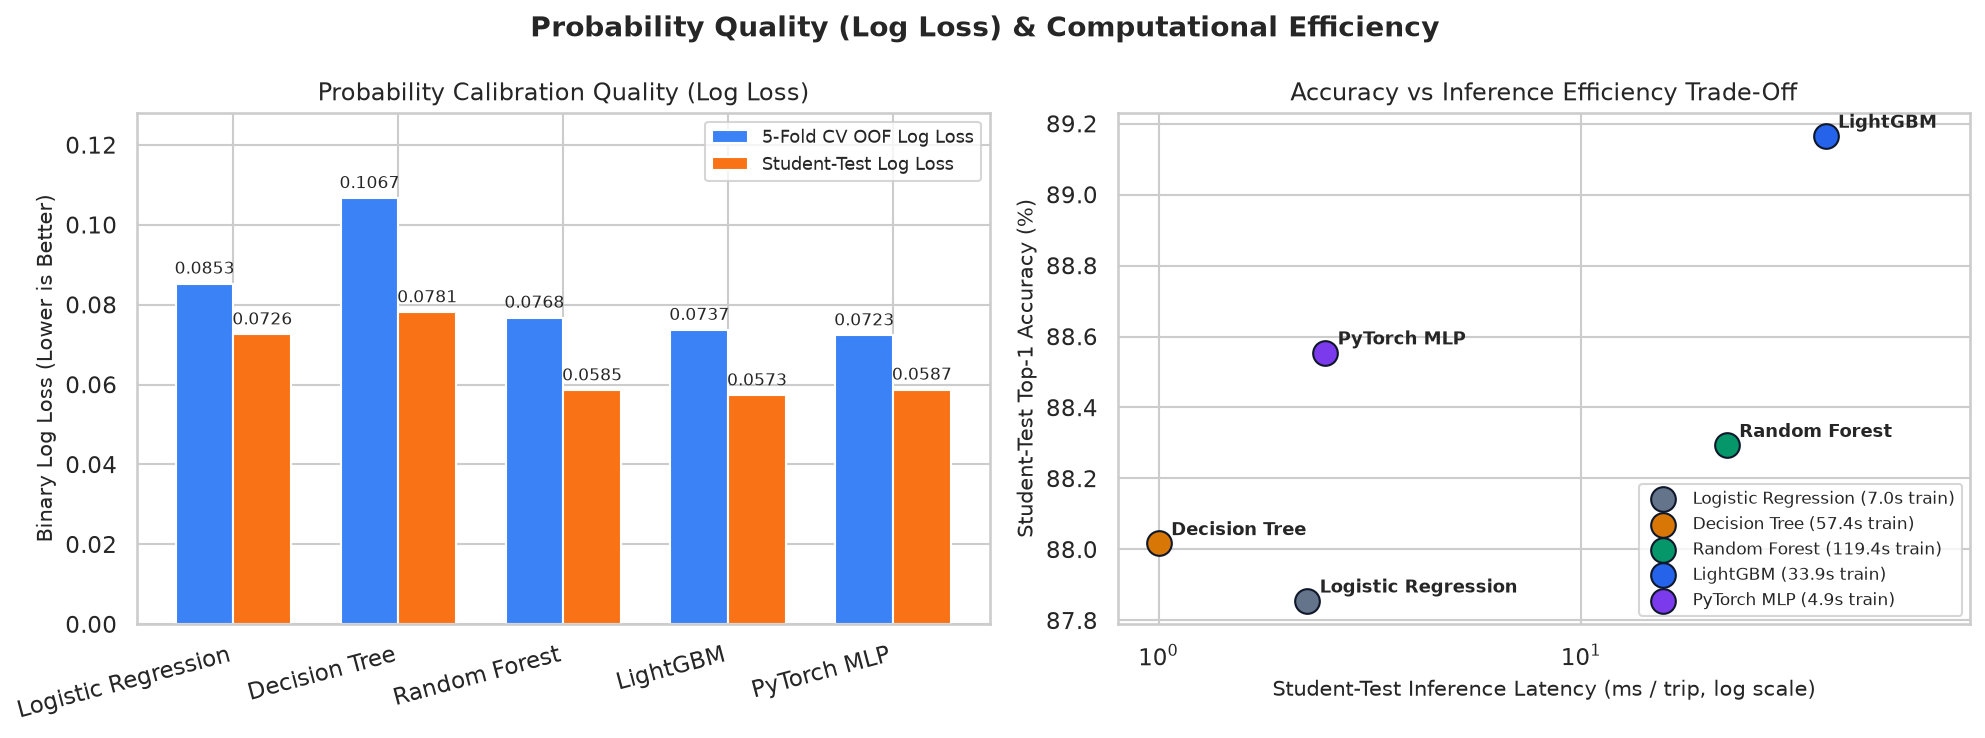 Probability Quality (Log Loss) & Computational Efficiency
Probability Calibration Quality (Log Loss)
Binary Log Loss (Lower is Better)
0.12
0.10
0.08
0.06
0.04
0.02
0.00
5-Fold CV OOF Log Loss
Student-Test Log Loss
0.0853
0.0726
0.1067
0.0781
0.0768
0.0585
0.0737
0.0573
0.0723
0.0587
Logistic Regression
Decision Tree
Random Forest
LightGBM
PyTorch MLP
Accuracy vs Inference Efficiency Trade-Off
Student-Test Top-1 Accuracy (%)
89.2
89.0
88.8
88.6
88.4
88.2
88.0
87.8
LightGBM
PyTorch MLP
Random Forest
Decision Tree
Logistic Regression
Logistic Regression (7.0s train)
Decision Tree (57.4s train)
Random Forest (119.4s train)
LightGBM (33.9s train)
PyTorch MLP (4.9s train)
10⁰
10¹
Student-Test Inference Latency (ms / trip, log scale)